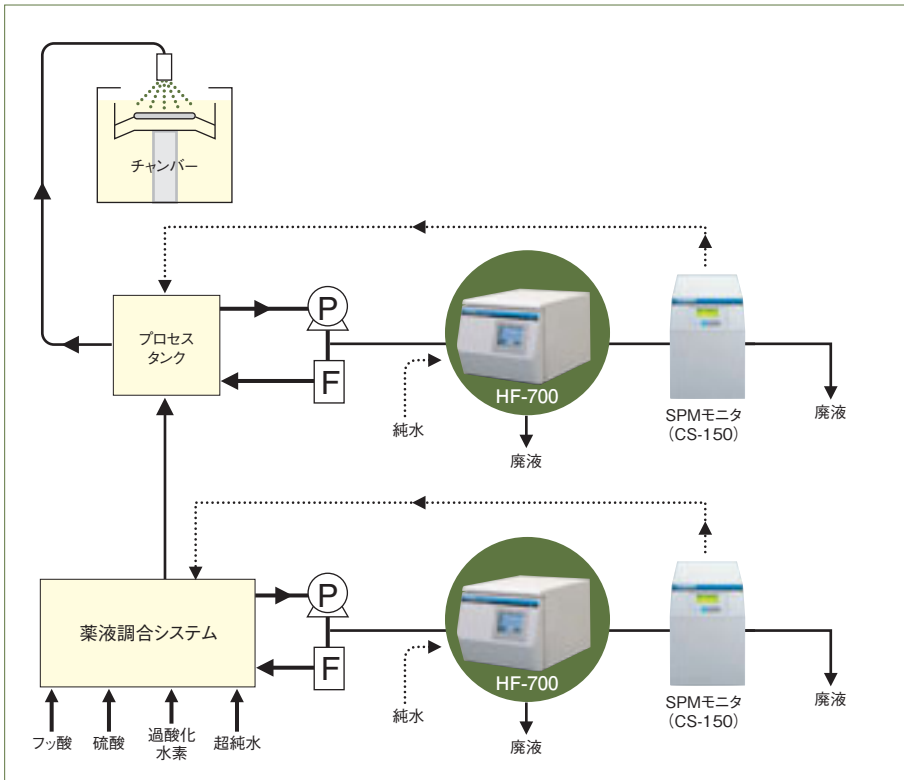 チャンバー
プロセス
タンク
P
F
純水
HF-700
廃液
SPMモニタ
(CS-150)
廃液
薬液調合システム
P
F
純水
HF-700
廃液
SPMモニタ
(CS-150)
廃液
フッ酸
硫酸
過酸化
水素
超純水